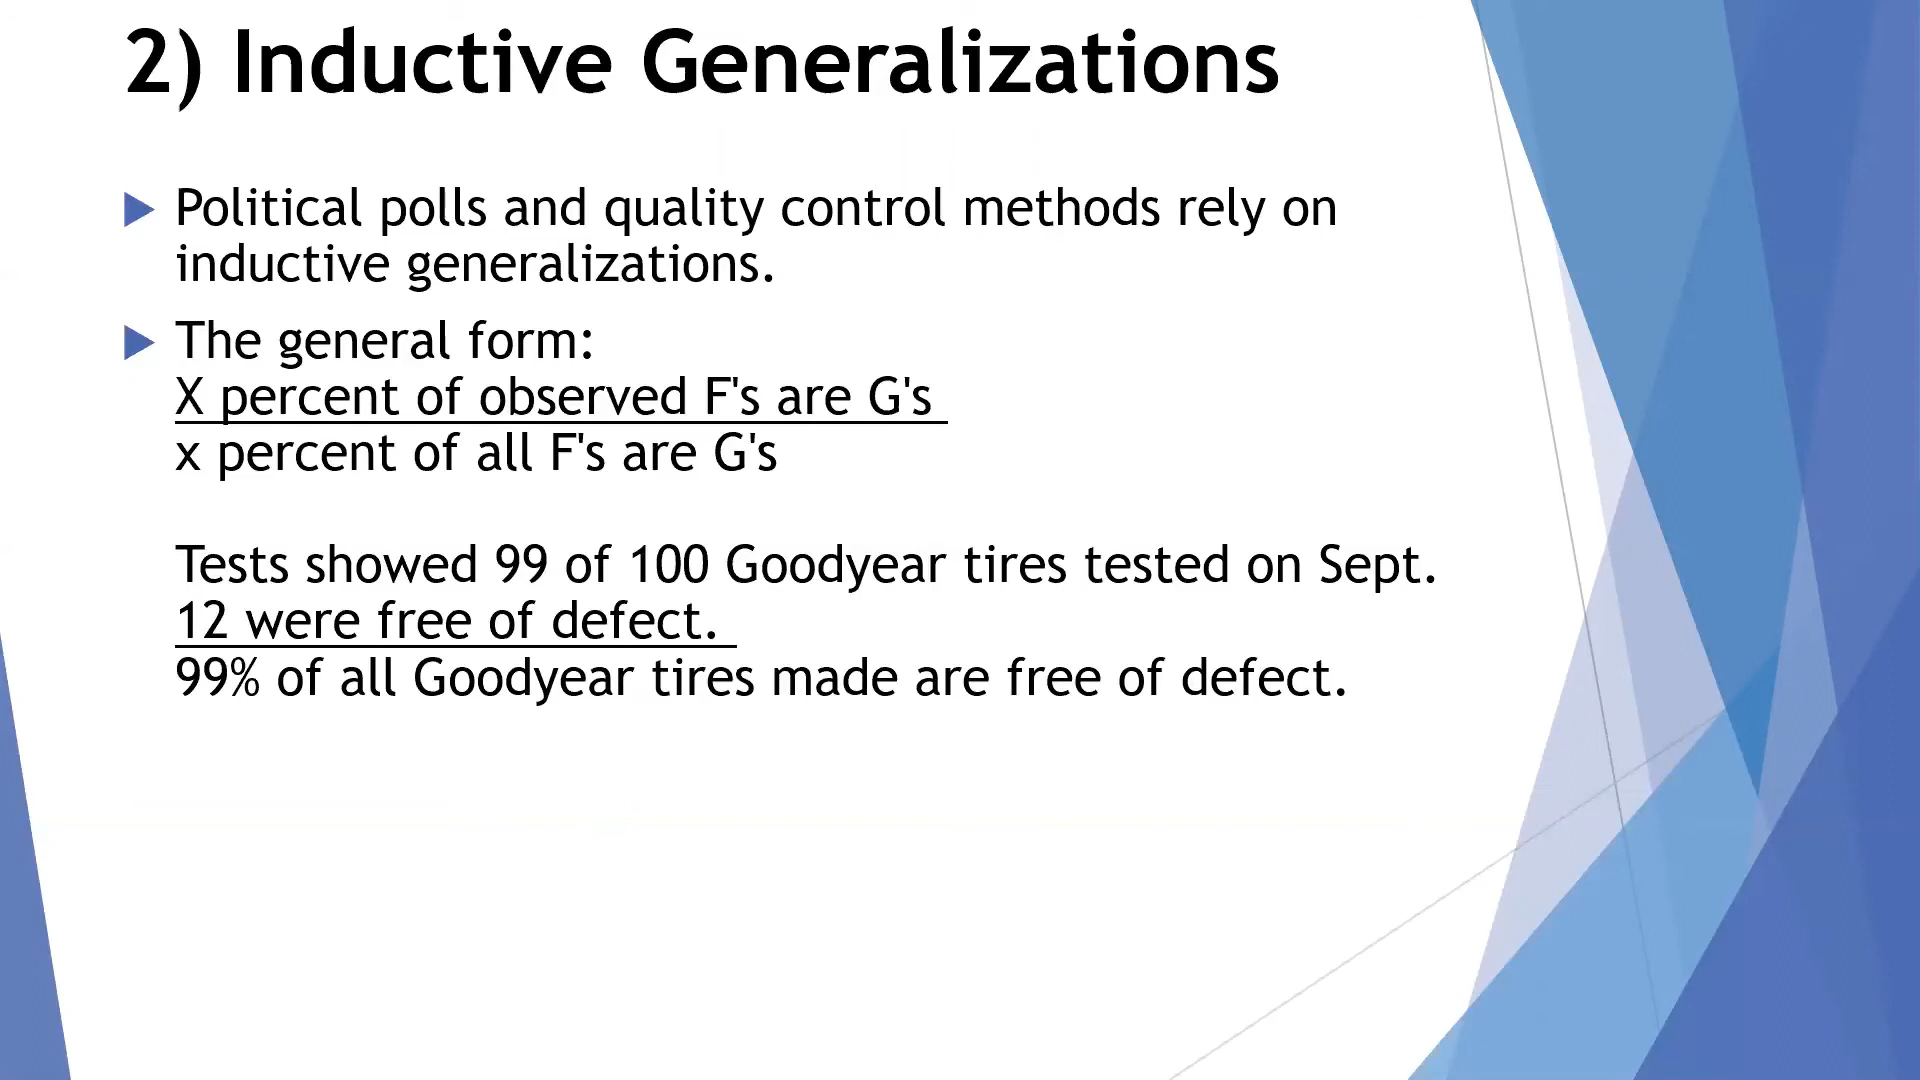 2) Inductive Generalizations
Political polls and quality control methods rely on
inductive generalizations.
The general form:
X percent of observed F's are G's
x percent of all F's are G's
Tests showed 99 of 100 Goodyear tires tested on Sept.
12 were free of defect.
99% of all Goodyear tires made are free of defect.